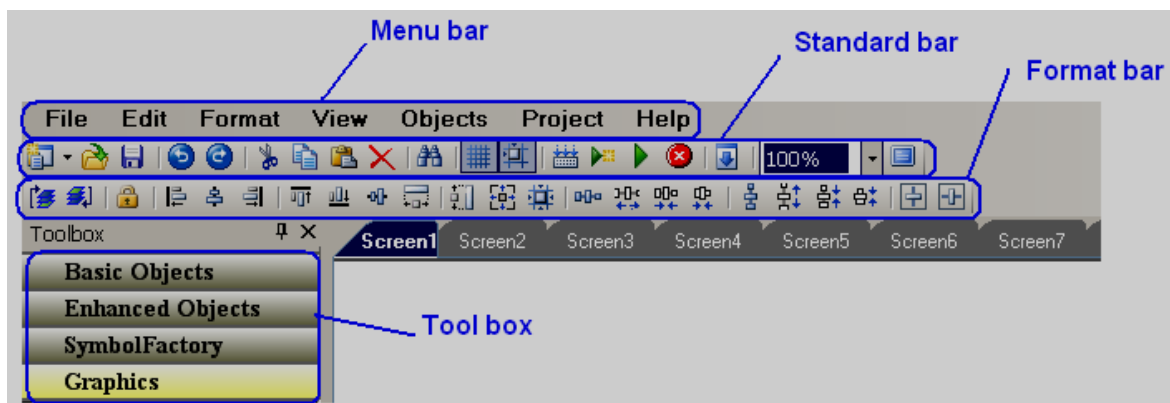 Menu bar
Standard bar
Format bar
File Edit Format View Objects Project Help
100%
Toolbox
Screen1 Screen2 Screen3 Screen4 Screen5 Screen6 Screen7
Basic Objects
Enhanced Objects
Tool box
SymbolFactory
Graphics